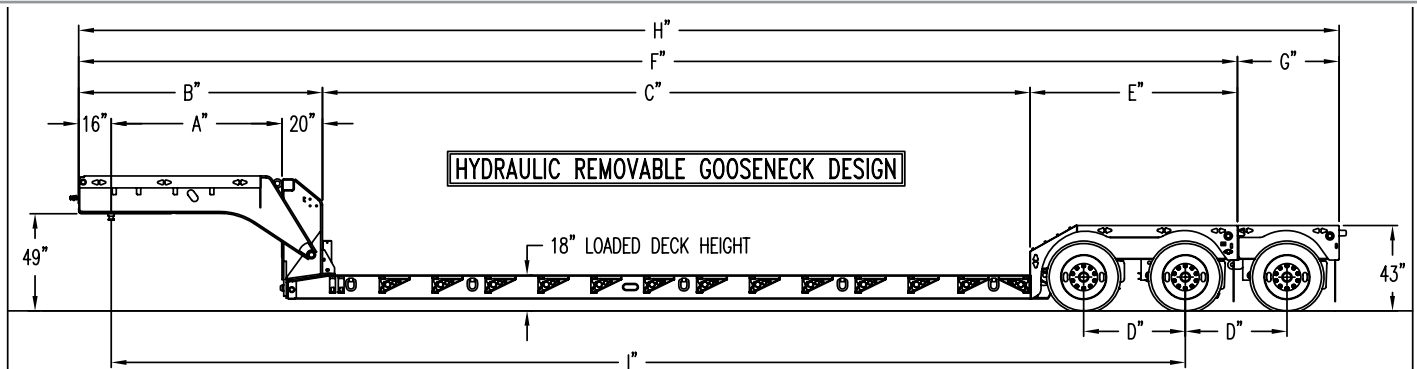 H"
F"
G"
B"
C"
E"
16"
A"
20"
HYDRAULIC REMOVABLE GOOSENECK DESIGN
18" LOADED DECK HEIGHT
49"
43"
D"
D"